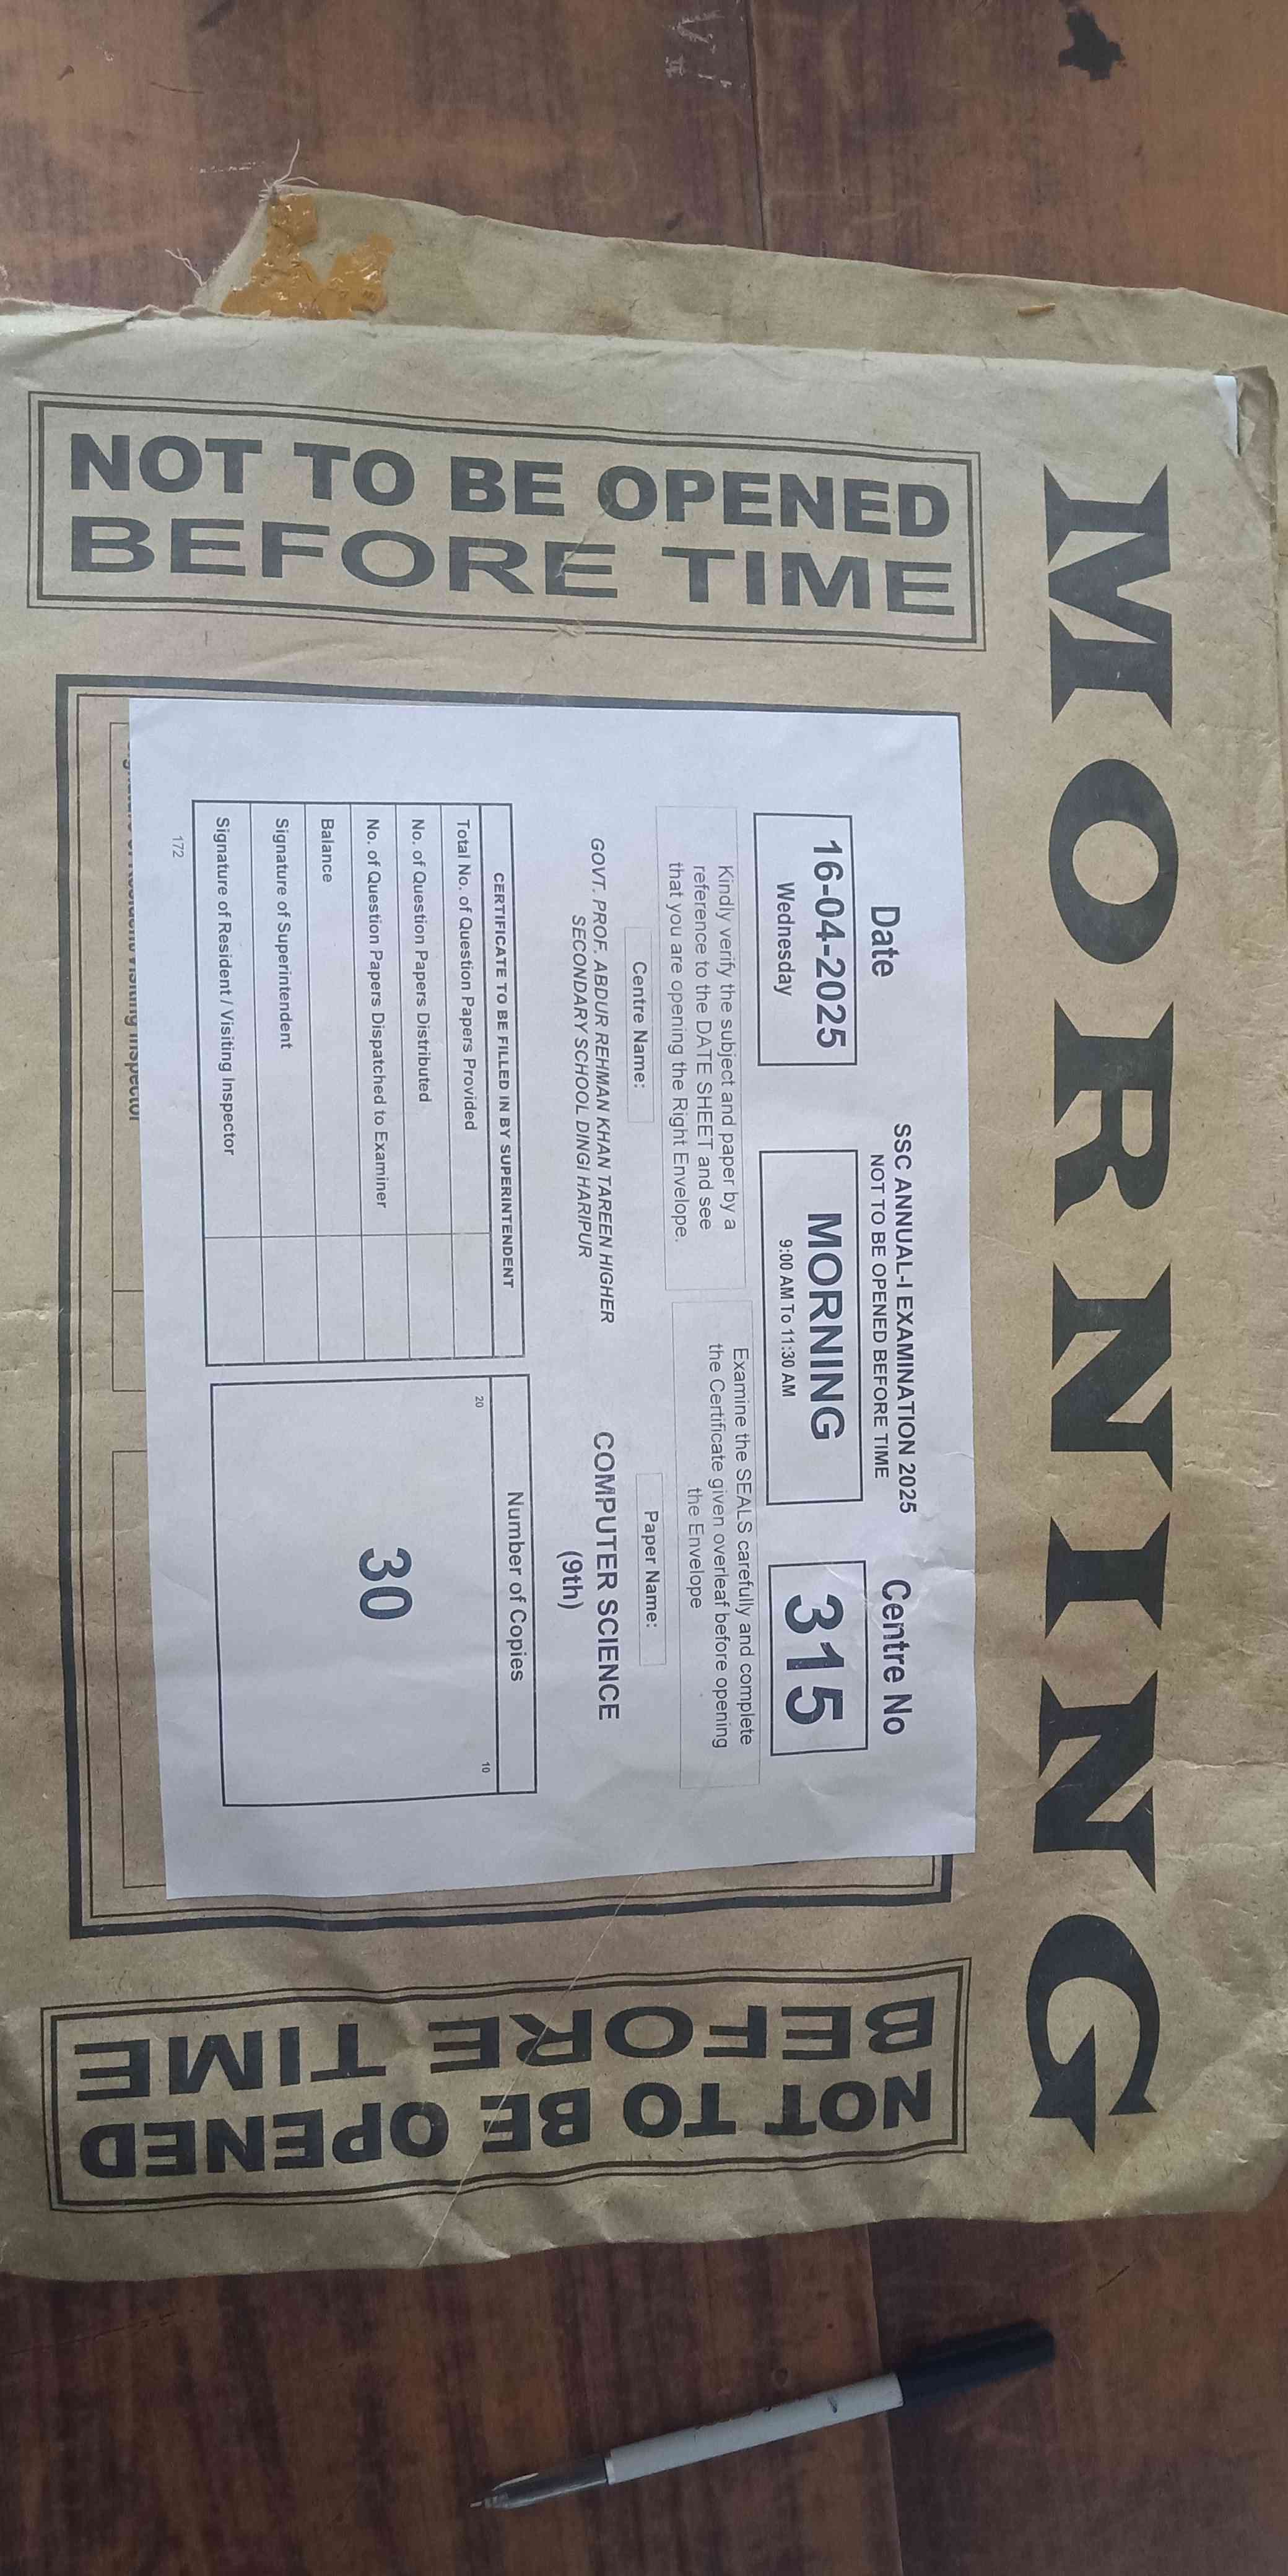 MORNING
NOT TO BE OPENED
BEFORE TIME
SSC ANNUAL-I EXAMINATION 2025
NOT TO BE OPENED BEFORE TIME
Date
16-04-2025
Wednesday
MORNING
9:00 AM To 11:30 AM
Centre No
315
Kindly verify the subject and paper by a
reference to the DATE SHEET and see
that you are opening the Right Envelope.
Examine the SEALS carefully and complete
the Certificate given overleaf before opening
the Envelope
Centre Name:
GOVT. PROF. ABDUR REHMAN KHAN TAREEN HIGHER
SECONDARY SCHOOL DINGI HARIPUR
Paper Name:
COMPUTER SCIENCE
(9th)
CERTIFICATE TO BE FILLED IN BY SUPERINTENDENT
Total No. of Question Papers Provided
No. of Question Papers Distributed
No. of Question Papers Dispatched to Examiner
Balance
Signature of Superintendent
Signature of Resident / Visiting Inspector
Number of Copies
20
10
30
172
NOT TO BE OPENED
BEFORE TIME